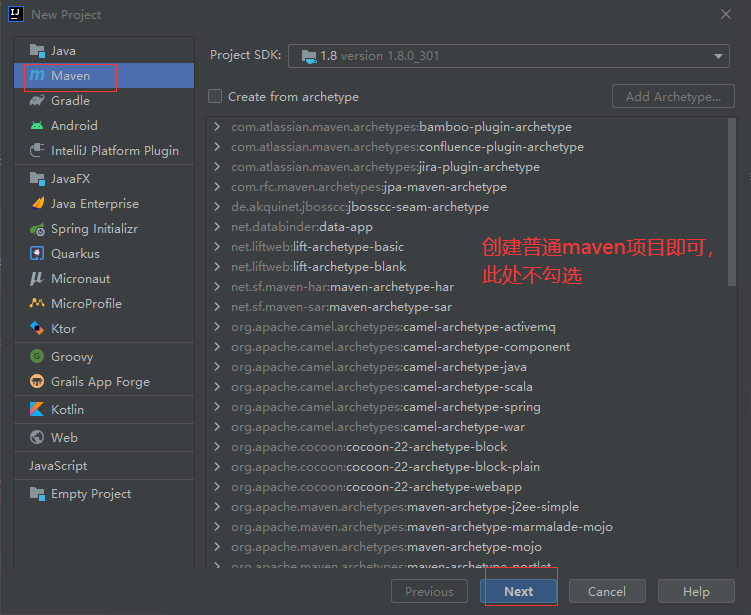 New Project
Java
Maven
Gradle
Android
IntelliJ Platform Plugin
JavaFX
Java Enterprise
Spring Initializr
Quarkus
Micronaut
MicroProfile
Ktor
Groovy
Grails App Forge
Kotlin
Web
JavaScript
Empty Project
Project SDK: 1.8 version 1.8.0_301
Create from archetype
Add Archetype...
com.atlassian.maven.archetypes:bamboo-plugin-archetype
com.atlassian.maven.archetypes:confluence-plugin-archetype
com.atlassian.maven.archetypes:jira-plugin-archetype
com.rfc.maven.archetypes:jpa-maven-archetype
de.akquinet.jbosscc:jbosscc-seam-archetype
net.databinder:data-app
net.liftweb:lift-archetype-basic
net.liftweb:lift-archetype-blank
net.sf.maven-har:maven-archetype-har
net.sf.maven-sar:maven-archetype-sar
org.apache.camel.archetypes:camel-archetype-activemq
org.apache.camel.archetypes:camel-archetype-component
org.apache.camel.archetypes:camel-archetype-java
org.apache.camel.archetypes:camel-archetype-scala
org.apache.camel.archetypes:camel-archetype-spring
org.apache.camel.archetypes:camel-archetype-war
org.apache.cocoon:cocoon-22-archetype-block
org.apache.cocoon:cocoon-22-archetype-block-plain
org.apache.cocoon:cocoon-22-archetype-webapp
org.apache.maven.archetypes:maven-archetype-j2ee-simple
org.apache.maven.archetypes:maven-archetype-marmalade-mojo
org.apache.maven.archetypes:maven-archetype-mojo
org.apache.maven.archetypes:maven-archetype-portlet
创建普通maven项目即可，
此处不勾选
Previous
Next
Cancel
Help